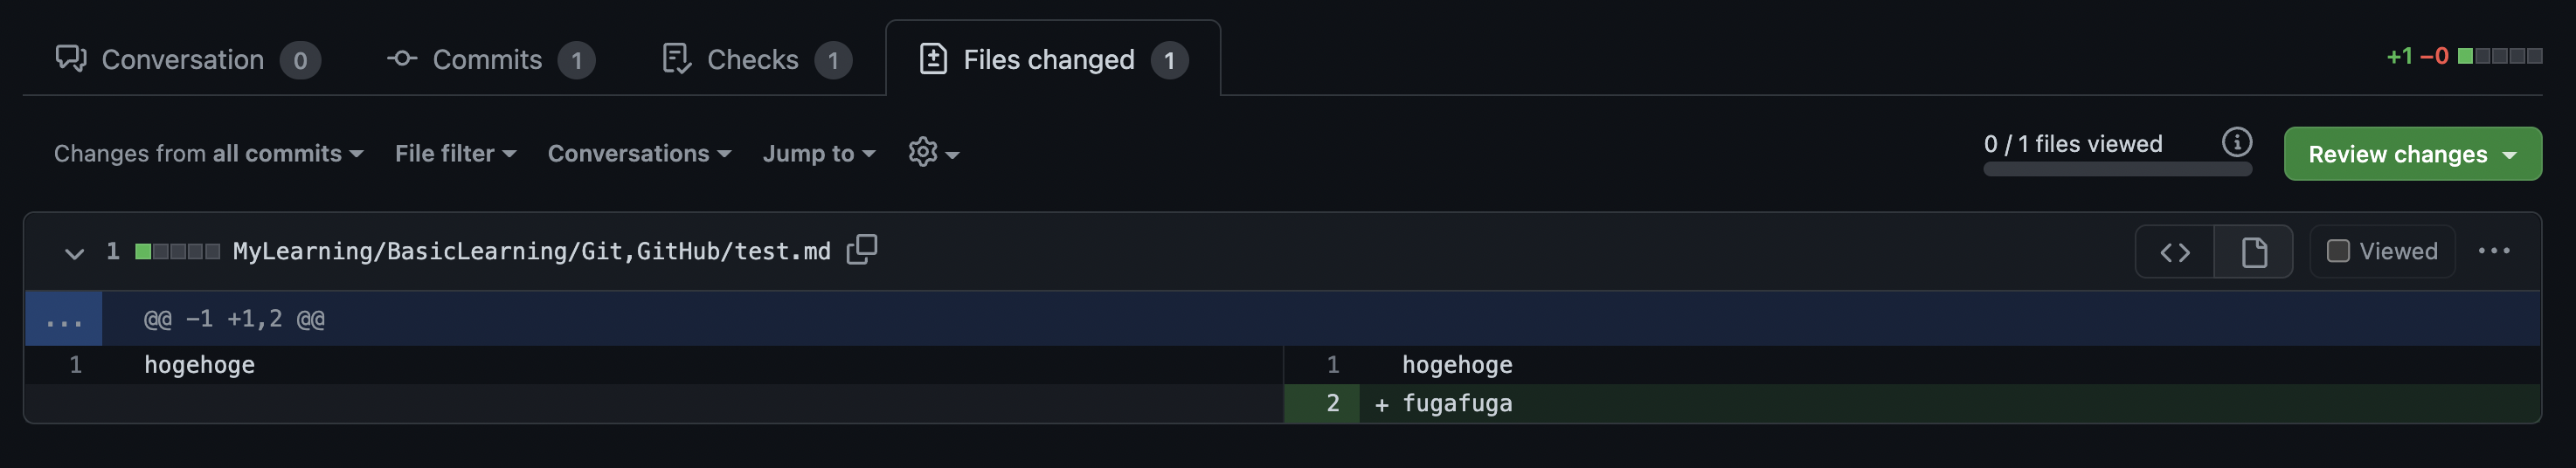 Conversation 0 Commits 1 Checks 1 Files changed 1 +1 −0
Changes from all commits File filter Conversations Jump to 0 / 1 files viewed Review changes
1 MyLearning/BasicLearning/Git,GitHub/test.md Viewed
... @@ −1 +1,2 @@
1 hogehoge 1 hogehoge
2 + fugafuga